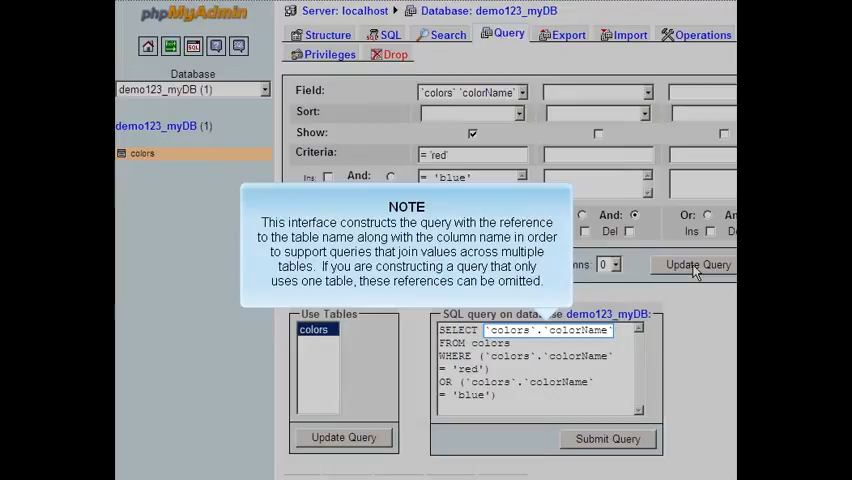 phpMyAdmin
Server: localhost
Database: demo123_myDB
Structure
SQL
Search
Query
Export
Import
Operations
Privileges
Drop
Database
demo123_myDB (1)
demo123_myDB (1)
colors
Field:
`colors` `colorName`
Sort:
Show:
Criteria:
= 'red'
Ins:
And:
= 'blue'
And:
Or:
Del
Ins
Del
NOTE
This interface constructs the query with the reference
to the table name along with the column name in order
to support queries that join values across multiple
tables. If you are constructing a query that only
uses one table, these references can be omitted.
0
Update Query
Use Tables
colors
Update Query
SQL query on database demo123_myDB:
SELECT `colors`.`colorName`
FROM colors
WHERE (`colors`.`colorName`
= 'red')
OR (`colors`.`colorName`
= 'blue')
Submit Query